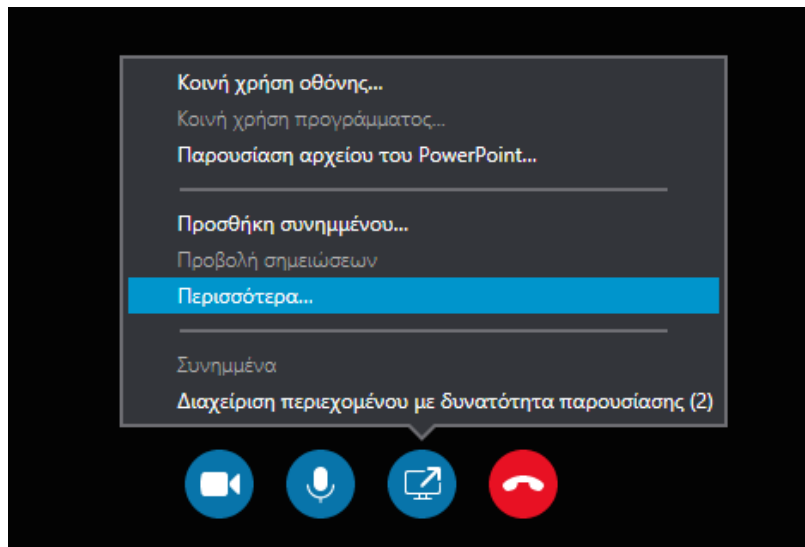 Κοινή χρήση οθόνης...
Κοινή χρήση προγράμματος...
Παρουσίαση αρχείου του PowerPoint...
Προσθήκη συνημμένου...
Προβολή σημειώσεων
Περισσότερα...
Συνημμένα
Διαχείριση περιεχομένου με δυνατότητα παρουσίασης (2)